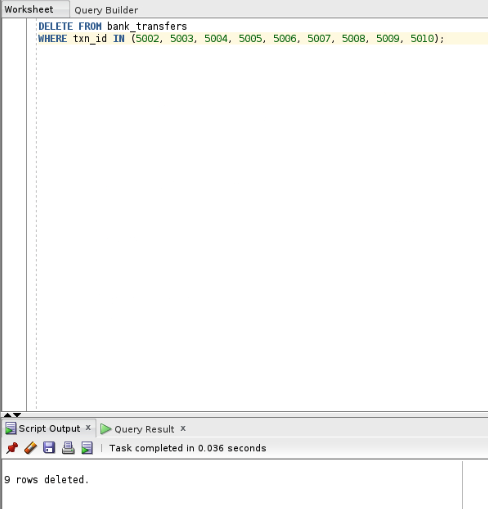 Worksheet Query Builder
DELETE FROM bank_transfers
WHERE txn_id IN (5002, 5003, 5004, 5005, 5006, 5007, 5008, 5009, 5010);
Script Output x Query Result x
Task completed in 0.036 seconds
9 rows deleted.